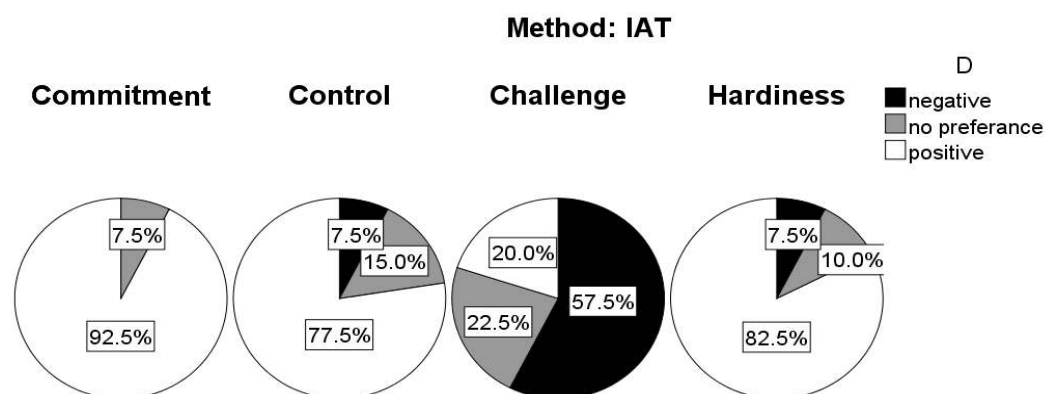 Method: IAT
Commitment
Control
Challenge
Hardiness
D
negative
no preferance
positive
7.5%
92.5%
7.5%
15.0%
77.5%
20.0%
22.5%
57.5%
7.5%
10.0%
82.5%